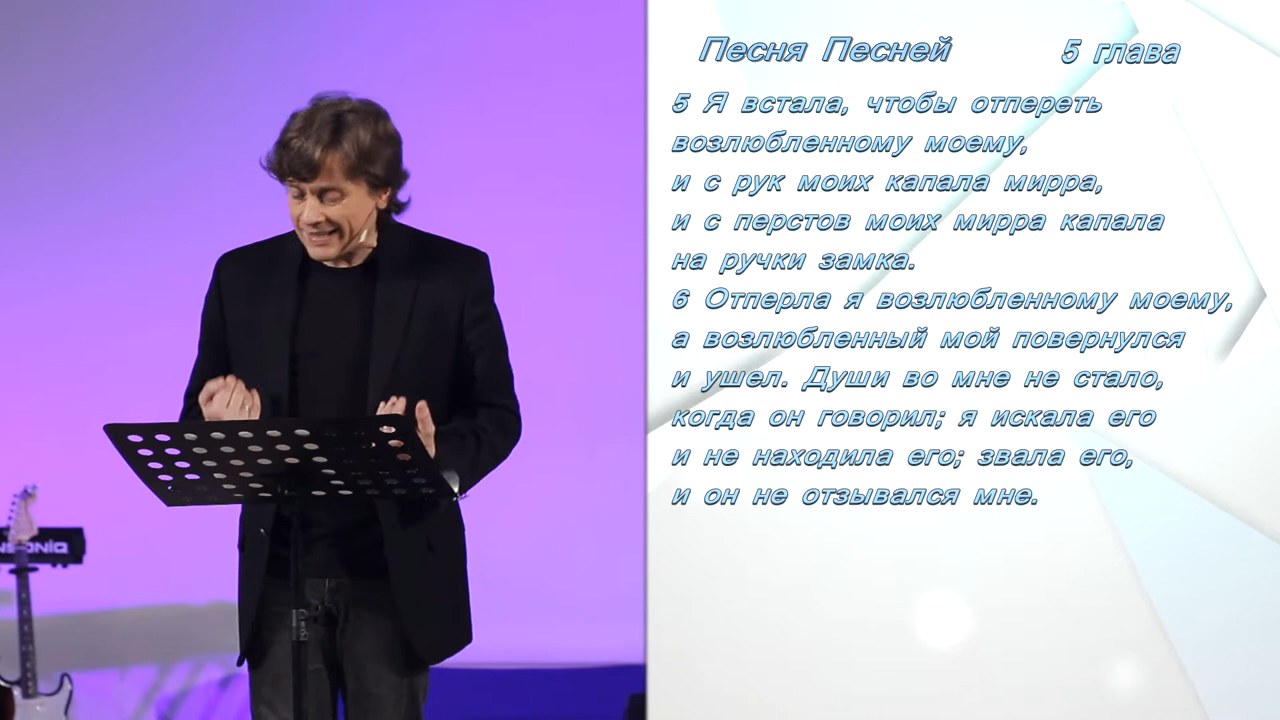 Песня Песней 5 глава
5 Я встала, чтобы отпереть
возлюбленному моему,
и с рук моих капала мирра,
и с перстов моих мирра капала
на ручки замка.
6 Отперла я возлюбленному моему,
а возлюбленный мой повернулся
и ушел. Души во мне не стало,
когда он говорил; я искала его
и не находила его; звала его,
и он не отзывался мне.